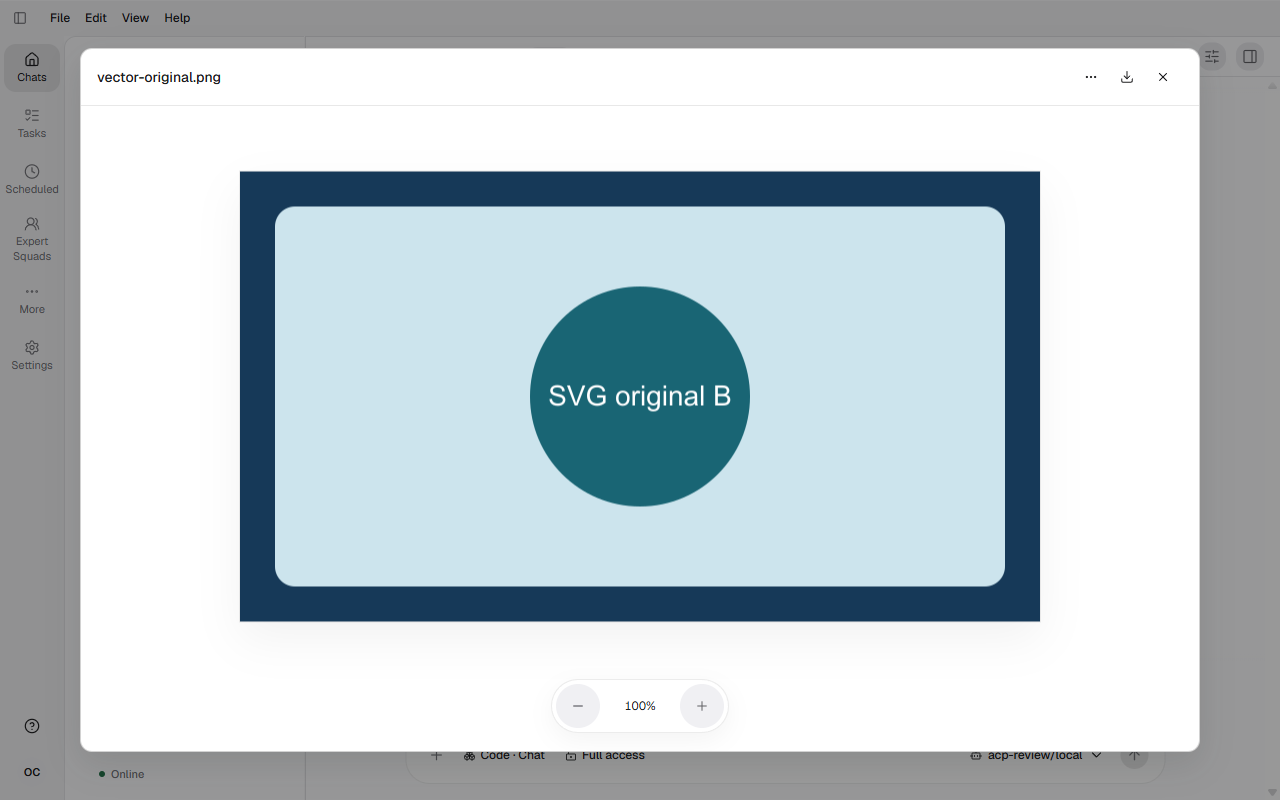 File Edit View Help
vector-original.png
Chats
Tasks
Scheduled
Expert
Squads
More
Settings
SVG original B
100%
Code · Chat Full access acp-review/local
OC
Online